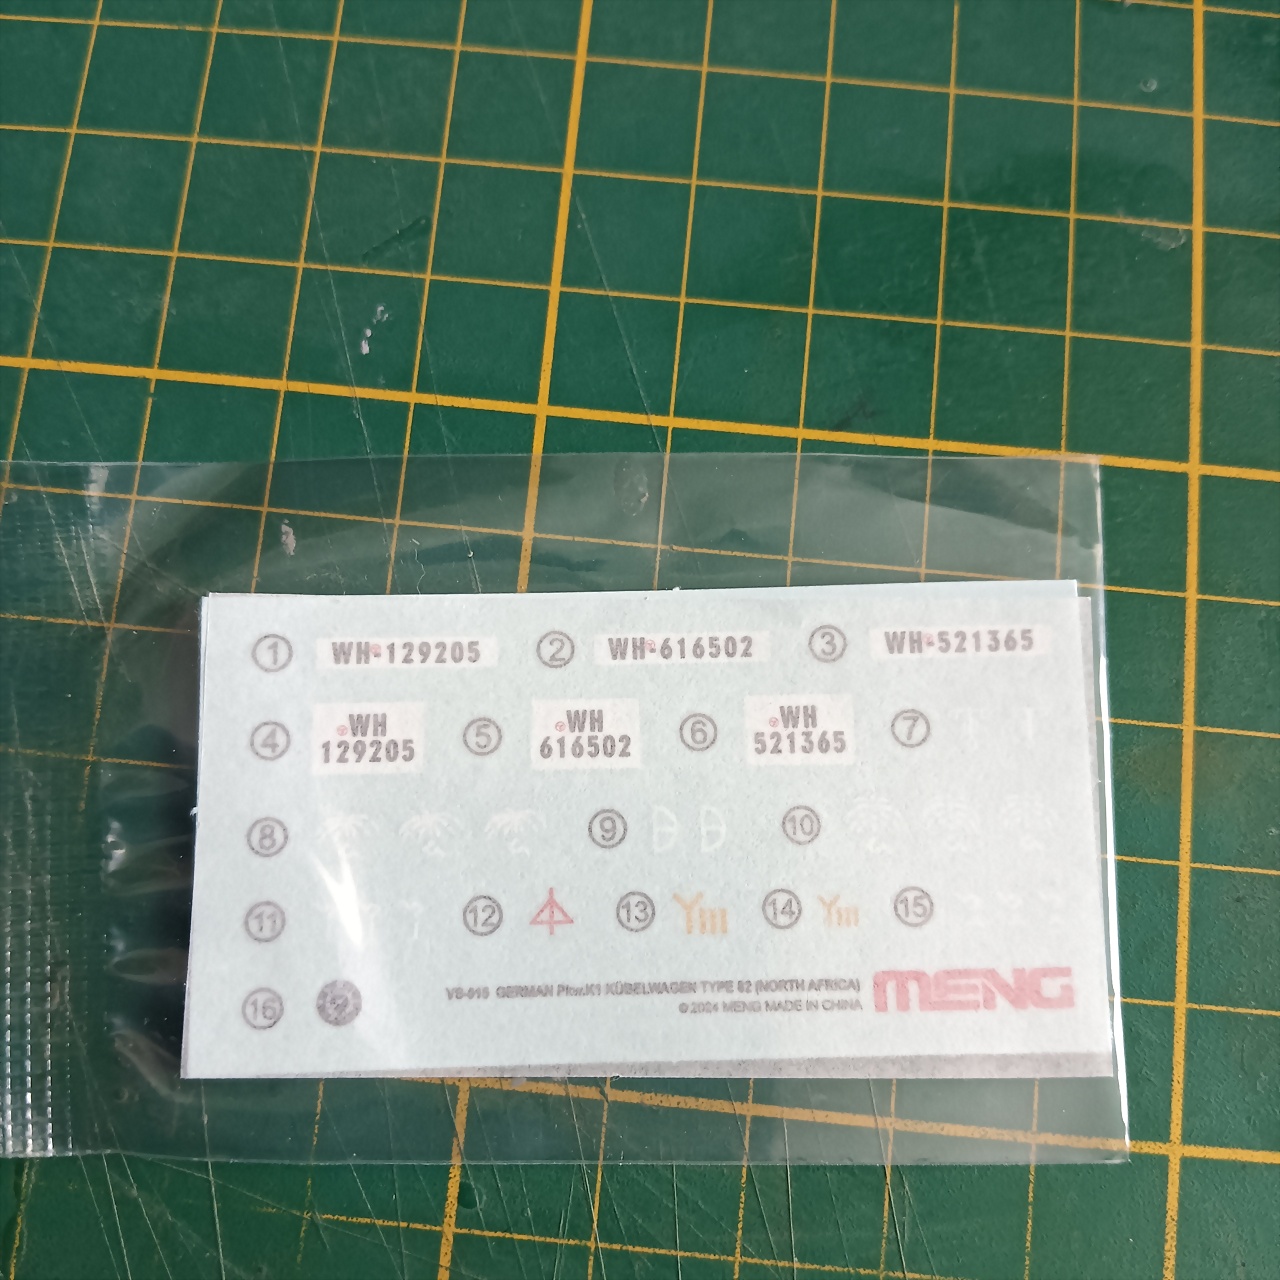 1 WH-129205 2 WH-616502 3 WH-521365
4 WH 129205 5 WH 616502 6 WH 521365 7
8 9 10
11 12 13 14 15
16
VS-015 GERMAN Pkw.K1 KÜBELWAGEN TYPE 82 (NORTH AFRICA)
©2024 MENG MADE IN CHINA
MENG